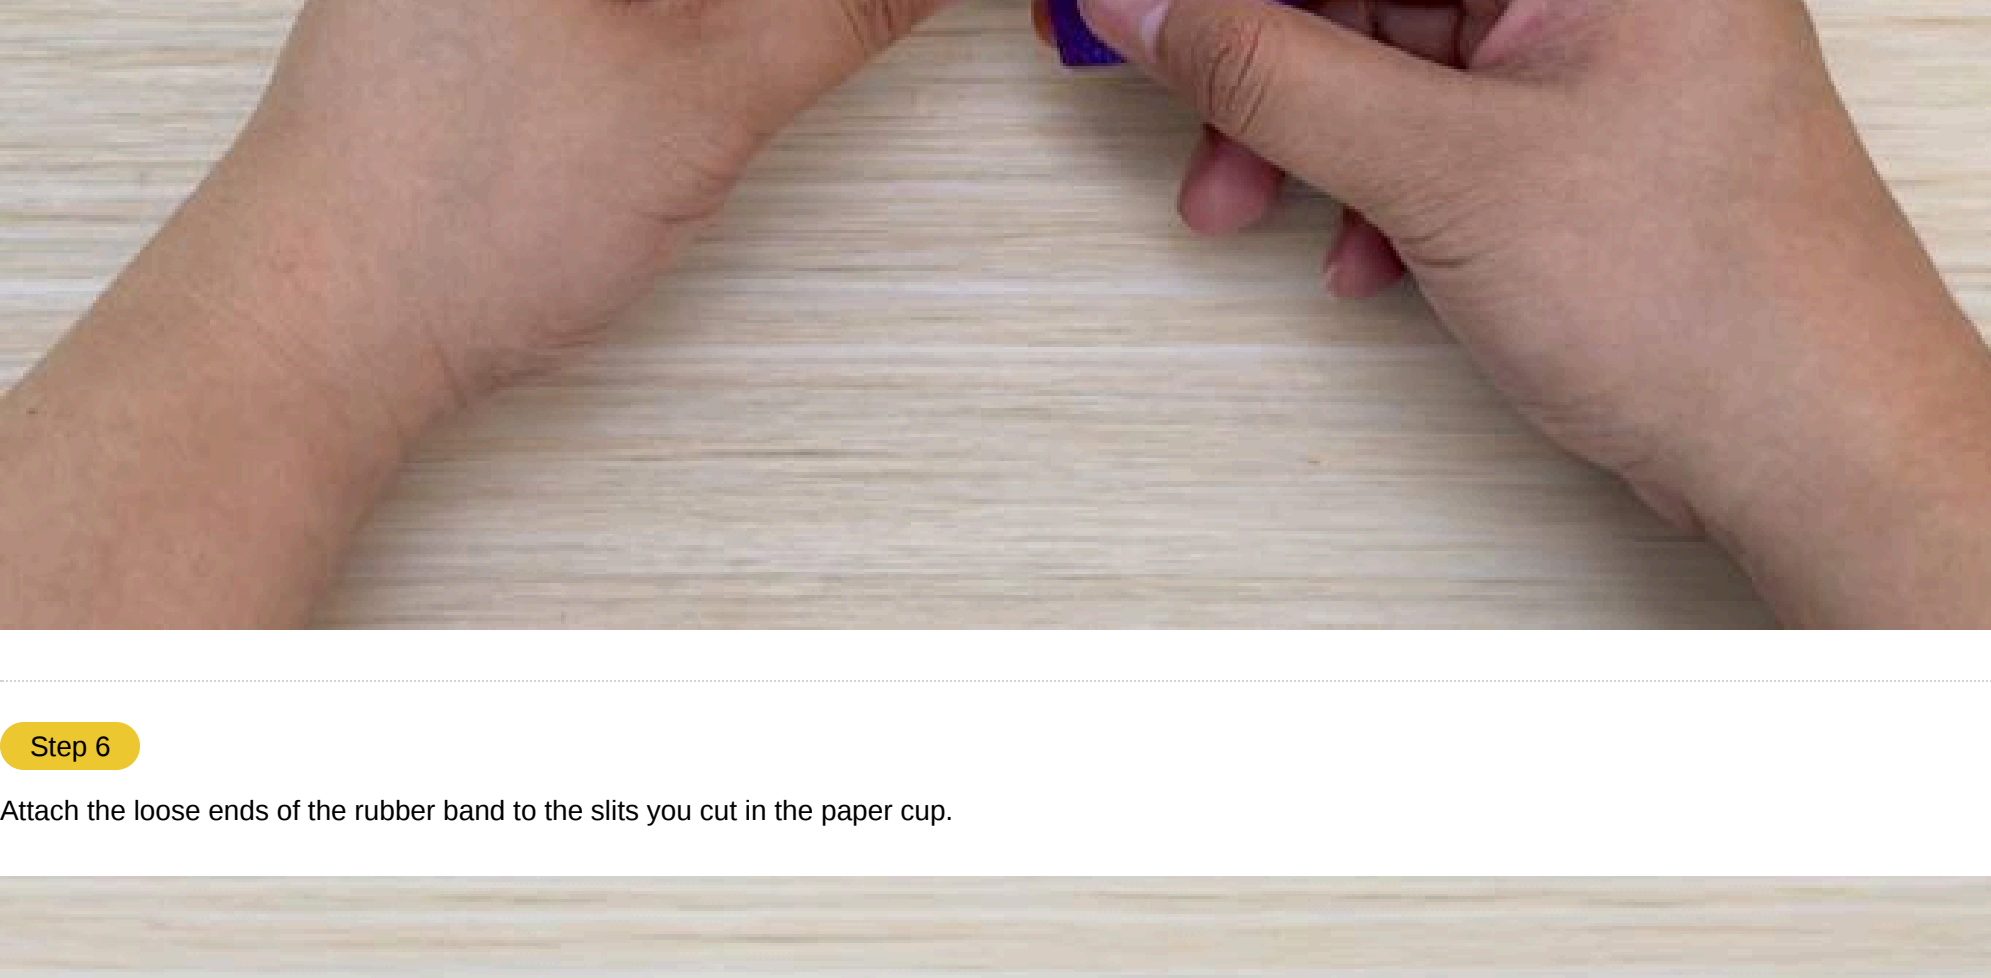 Step 6
Attach the loose ends of the rubber band to the slits you cut in the paper cup.